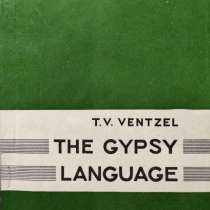 T.V. VENTZEL
THE GYPSY
LANGUAGE